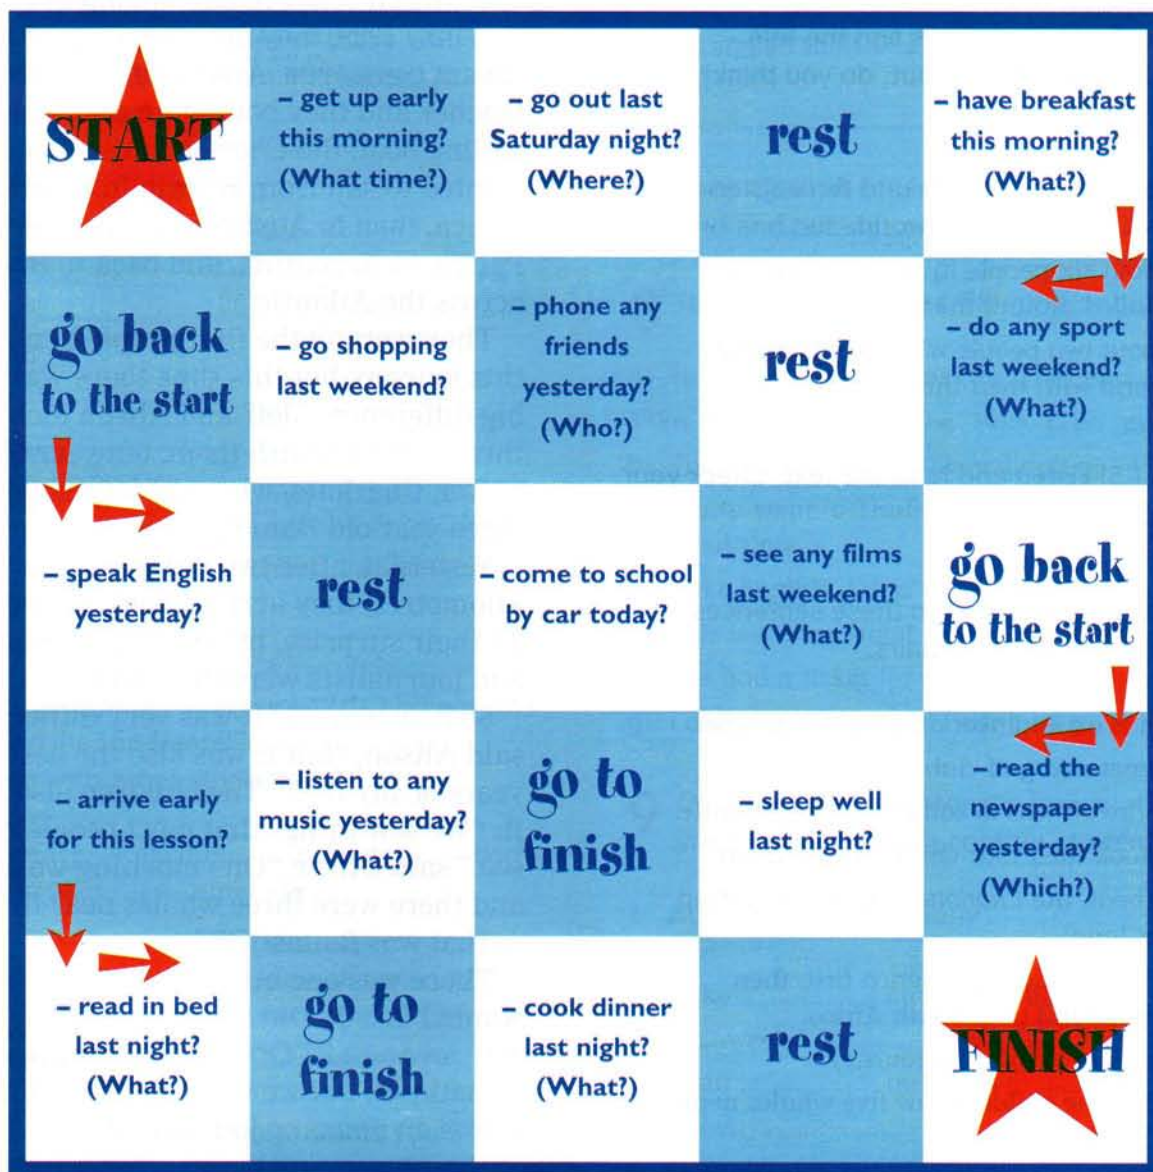 START
– get up early
this morning?
(What time?)
– go out last
Saturday night?
(Where?)
rest
– have breakfast
this morning?
(What?)
go back
to the start
– go shopping
last weekend?
– phone any
friends
yesterday?
(Who?)
rest
– do any sport
last weekend?
(What?)
– speak English
yesterday?
rest
– come to school
by car today?
– see any films
last weekend?
(What?)
go back
to the start
– arrive early
for this lesson?
– listen to any
music yesterday?
(What?)
go to
finish
– sleep well
last night?
– read the
newspaper
yesterday?
(Which?)
– read in bed
last night?
(What?)
go to
finish
– cook dinner
last night?
(What?)
rest
FINISH